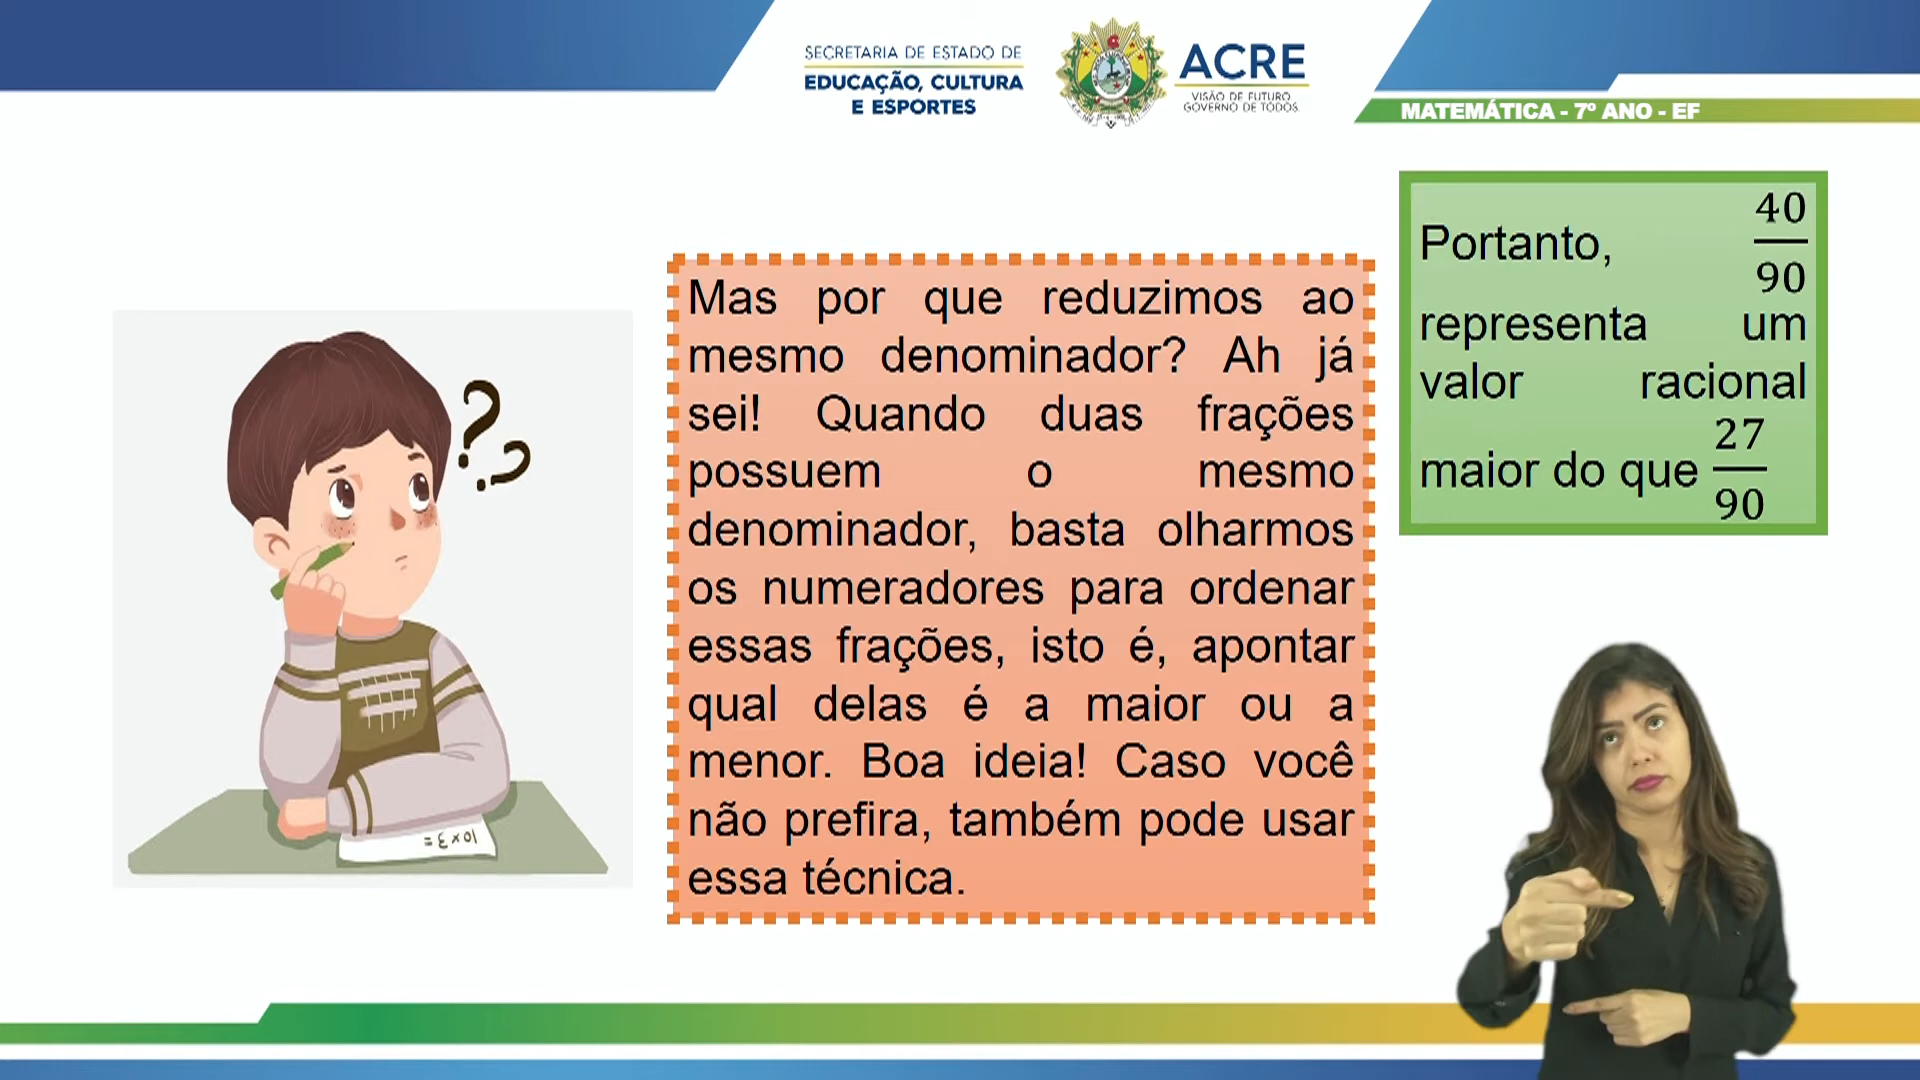 SECRETARIA DE ESTADO DE
EDUCAÇÃO, CULTURA
E ESPORTES
ACRE
VISÃO DE FUTURO
GOVERNO DE TODOS
MATEMÁTICA - 7º ANO - EF
Portanto, 40/90
representa um
valor racional
maior do que 27/90
Mas por que reduzimos ao
mesmo denominador? Ah já
sei! Quando duas frações
possuem o mesmo
denominador, basta olharmos
os numeradores para ordenar
essas frações, isto é, apontar
qual delas é a maior ou a
menor. Boa ideia! Caso você
não prefira, também pode usar
essa técnica.
? ?
10x3=